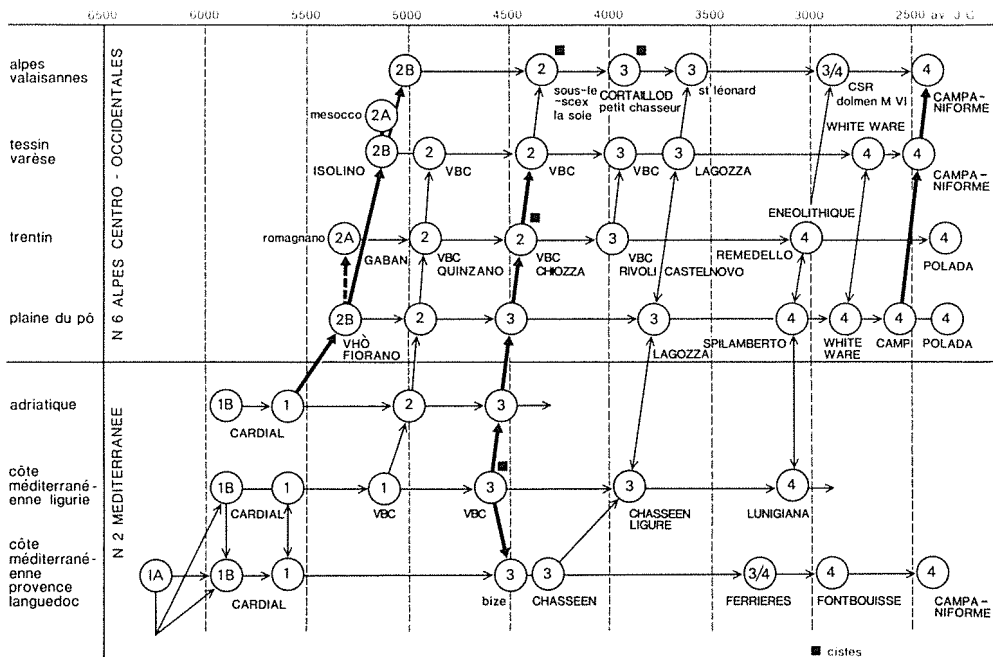 6500 6000 5500 5000 4500 4000 3500 3000 2500 av J C
N 6 ALPES CENTRO - OCCIDENTALES
alpes
valaisannes
2B 2 3 3 3/4 4
sous-le
-scex
la soie
CORTAILLOD
petit chasseur
st léonard
CSR
dolmen M VI
CAMPA-
NIFORME
mesocco 2A
tessin
varèse
2B 2 2 3 3 4 4
ISOLINO
VBC
VBC
VBC
LAGOZZA
WHITE WARE
CAMPA-
NIFORME
trentin
romagnano 2A 2 2 3 4 4
GABAN
VBC
QUINZANO
VBC
CHIOZZA
VBC
RIVOLI
CASTELNOVO
ENEOLITHIQUE
REMEDELLO
POLADA
plaine du pô
2B 2 3 3 4 4 4 4
VHÒ
FIORANO
LAGOZZA
SPILAMBERTO
WHITE
WARE
CAMPI
POLADA
N 2 MEDITERRANEE
adriatique
1B 1 2 3
CARDIAL
côte
méditerrané-
enne ligurie
1B 1 1 3 3 4
CARDIAL
VBC
VBC
CHASSEEN
LIGURE
LUNIGIANA
côte
méditerrané-
enne
provence
languedoc
1A 1B 1 3 3 3/4 4 4
CARDIAL
bize
CHASSEEN
FERRIERES
FONTBOUISSE
CAMPA-
NIFORME
cistes